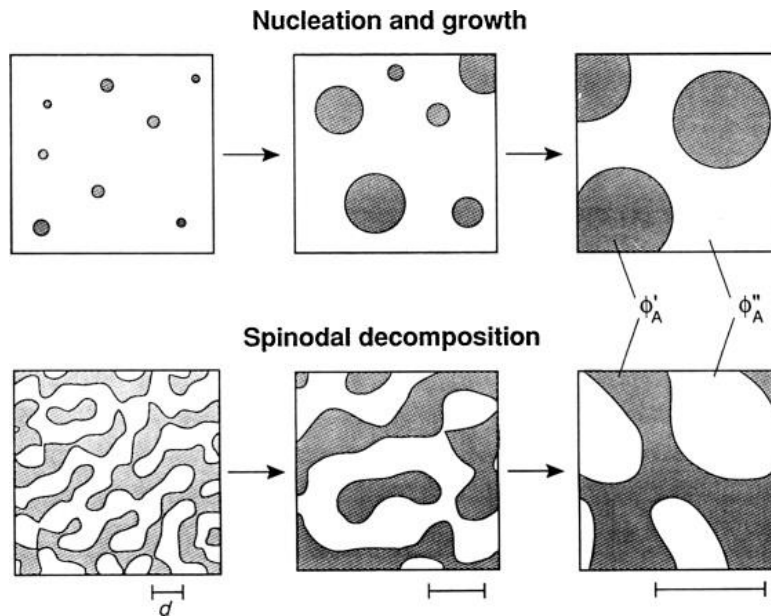 Nucleation and growth
ϕ'A ϕ''A
Spinodal decomposition
d